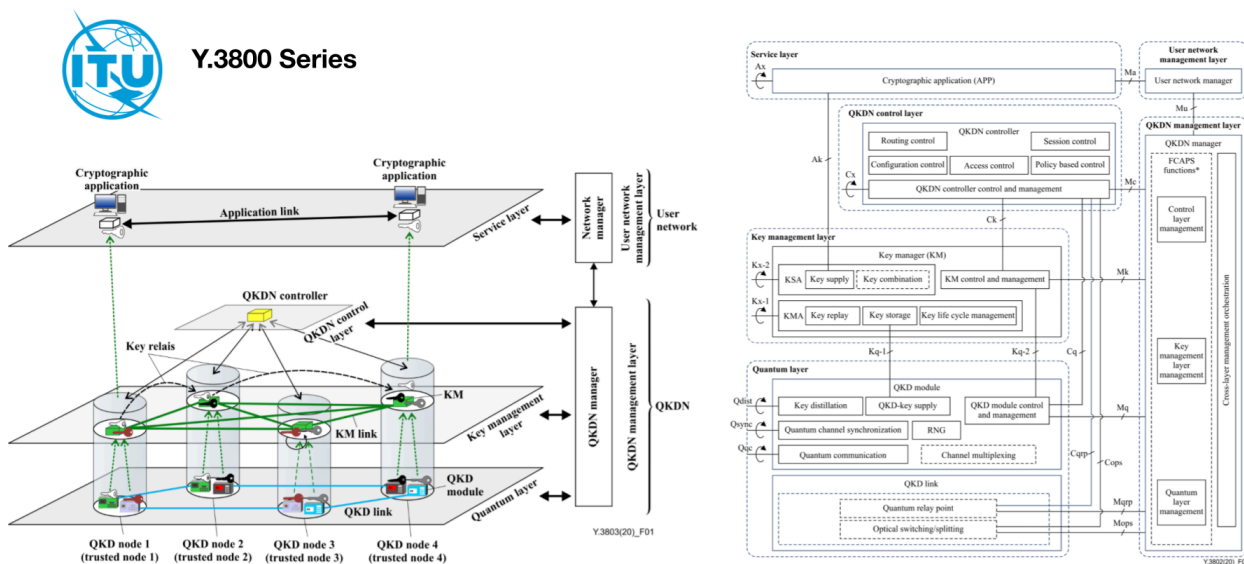 ITU
Y.3800 Series
Cryptographic
application
Cryptographic
application
Application link
Service layer
Network
manager
User network
management layer
User
network
QKDN controller
QKDN control
layer
Key relais
KM
KM link
Key management
layer
QKD
module
QKD link
Quantum layer
QKDN manager
QKDN management layer
QKDN
QKD node 1
(trusted node 1)
QKD node 2
(trusted node 2)
QKD node 3
(trusted node 3)
QKD node 4
(trusted node 4)
Y.3803(20)_F01
Service layer
Ax
Cryptographic application (APP)
Ma
User network
management layer
User network manager
Mu
QKDN control layer
QKDN controller
Routing control
Session control
Configuration control
Access control
Policy based control
Ak
Cx
QKDN controller control and management
Mc
Ck
QKDN management layer
QKDN manager
FCAPS
functions*
Control
layer
management
Key
management
layer
management
Quantum
layer
management
Cross-layer management orchestration
Key management layer
Key manager (KM)
Kx-2
KSA
Key supply
Key combination
KM control and management
Mk
Kx-1
KMA
Key replay
Key storage
Key life cycle management
Kq-1
Kq-2
Cq
Quantum layer
QKD module
Qdist
Key distillation
QKD-key supply
QKD module control
and management
Mq
Qsync
Quantum channel synchronization
RNG
Qqc
Quantum communication
Channel multiplexing
Cqrp
Cops
QKD link
Quantum relay point
Mqrp
Optical switching/splitting
Mops